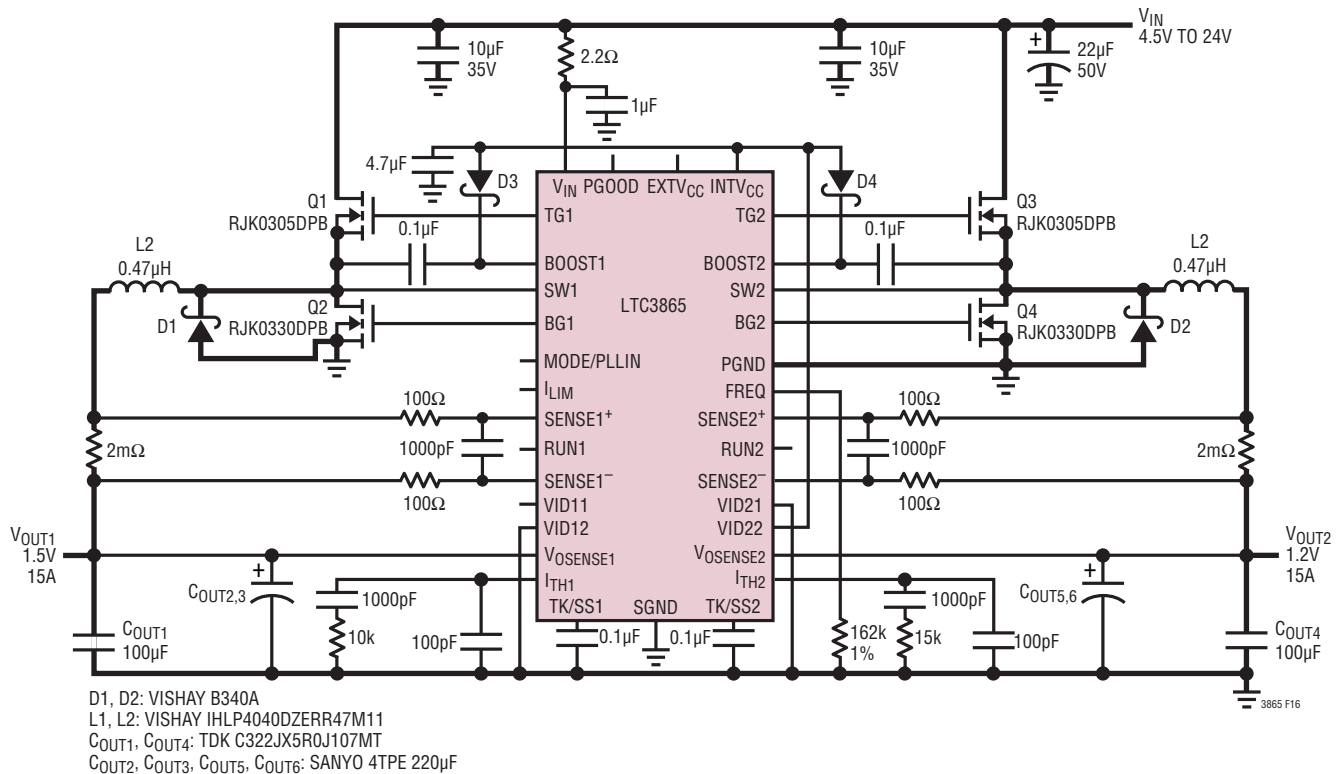 VIN
4.5V TO 24V
10µF
35V
2.2Ω
10µF
35V
+
22µF
50V
1µF
4.7µF
D3
D4
VIN PGOOD EXTVCC INTVCC
Q1
RJK0305DPB
TG1
TG2
Q3
RJK0305DPB
0.1µF
0.1µF
L2
0.47µH
L2
0.47µH
BOOST1
BOOST2
SW1
SW2
LTC3865
Q2
RJK0330DPB
Q4
RJK0330DPB
D1
D2
BG1
BG2
MODE/PLLIN
PGND
ILIM
FREQ
100Ω
100Ω
SENSE1+
SENSE2+
2mΩ
1000pF
RUN1
RUN2
1000pF
2mΩ
SENSE1–
SENSE2–
100Ω
100Ω
VID11
VID21
VID12
VID22
VOUT1
1.5V
15A
VOSENSE1
VOSENSE2
VOUT2
1.2V
15A
+
COUT2,3
ITH1
ITH2
+
COUT5,6
1000pF
1000pF
TK/SS1 SGND TK/SS2
COUT1
100µF
10k
100pF
0.1µF
0.1µF
162k
1%
15k
100pF
COUT4
100µF
D1, D2: VISHAY B340A
L1, L2: VISHAY IHLP4040DZERR47M11
COUT1, COUT4: TDK C322JX5R0J107MT
COUT2, COUT3, COUT5, COUT6: SANYO 4TPE 220µF
3865 F16